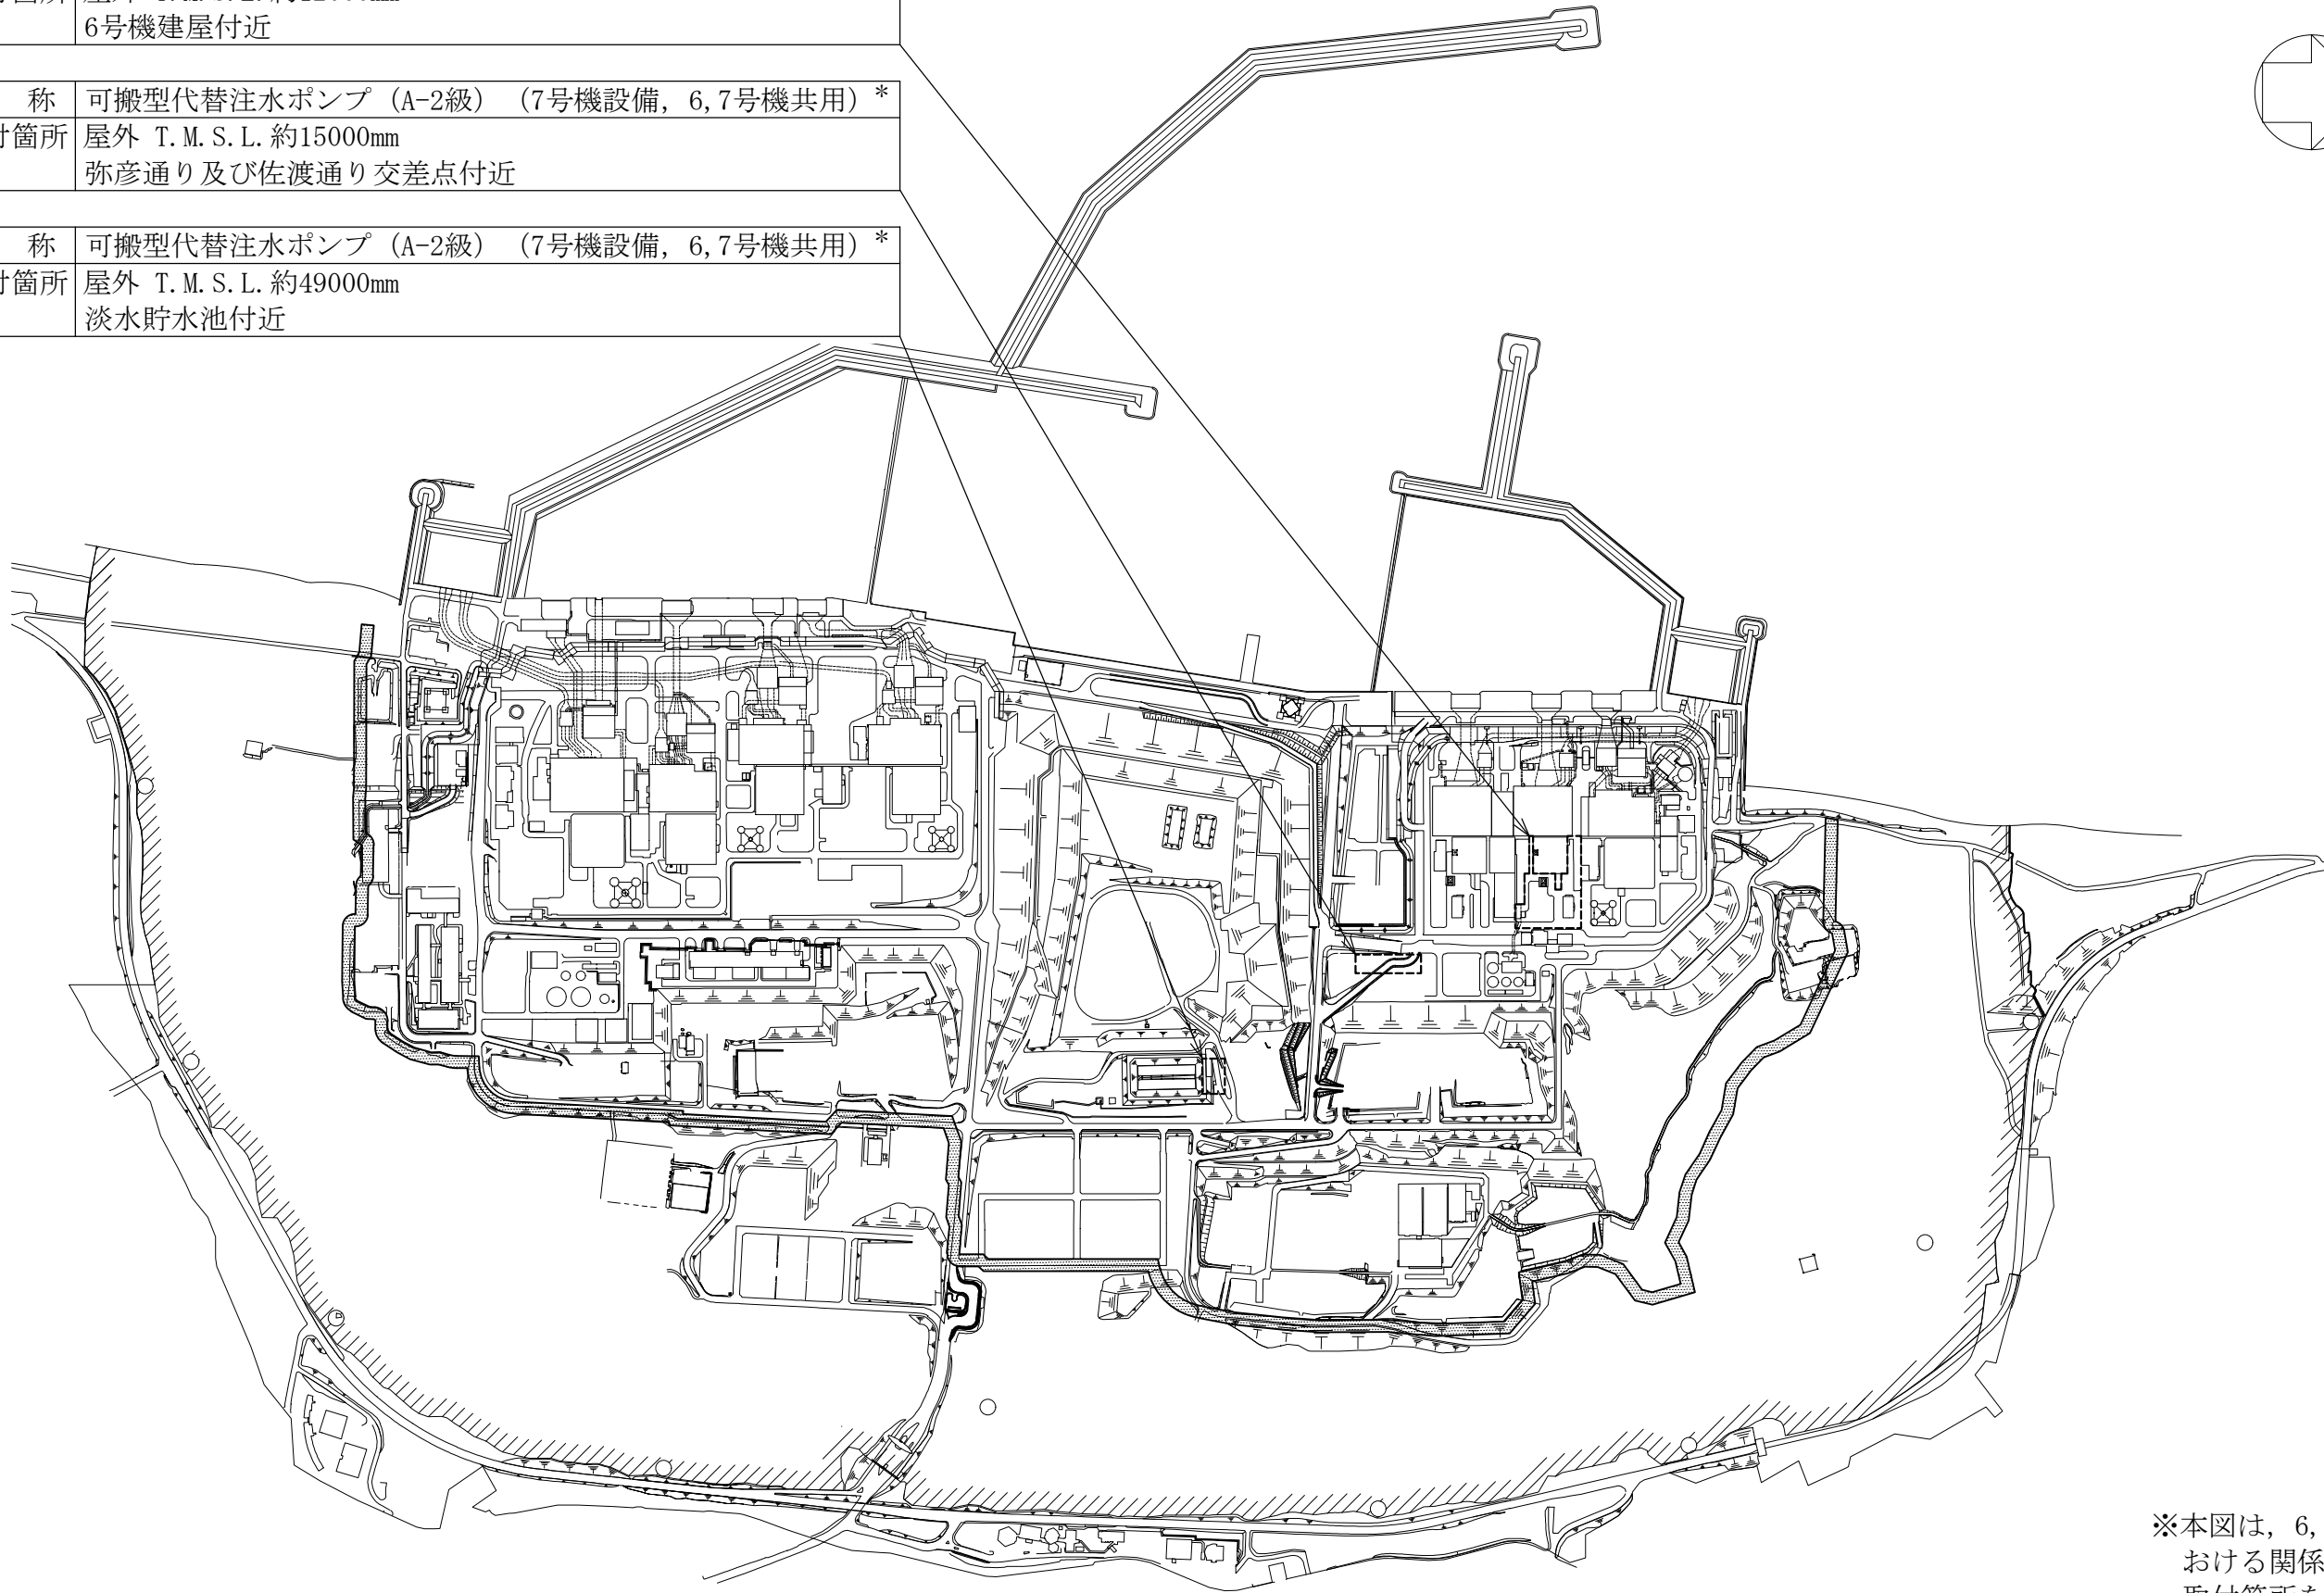 6号機建屋付近
称 可搬型代替注水ポンプ（A-2級）（7号機設備，6,7号機共用）*
付箇所 屋外 T.M.S.L.約15000mm
弥彦通り及び佐渡通り交差点付近
称 可搬型代替注水ポンプ（A-2級）（7号機設備，6,7号機共用）*
付箇所 屋外 T.M.S.L.約49000mm
淡水貯水池付近
※本図は，6,
おける関係